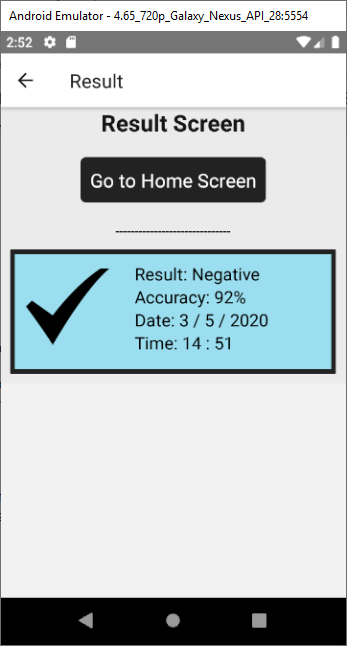 Android Emulator - 4.65_720p_Galaxy_Nexus_API_28:5554
2:52
Result
Result Screen
Go to Home Screen
------------------------------
Result: Negative
Accuracy: 92%
Date: 3 / 5 / 2020
Time: 14 : 51